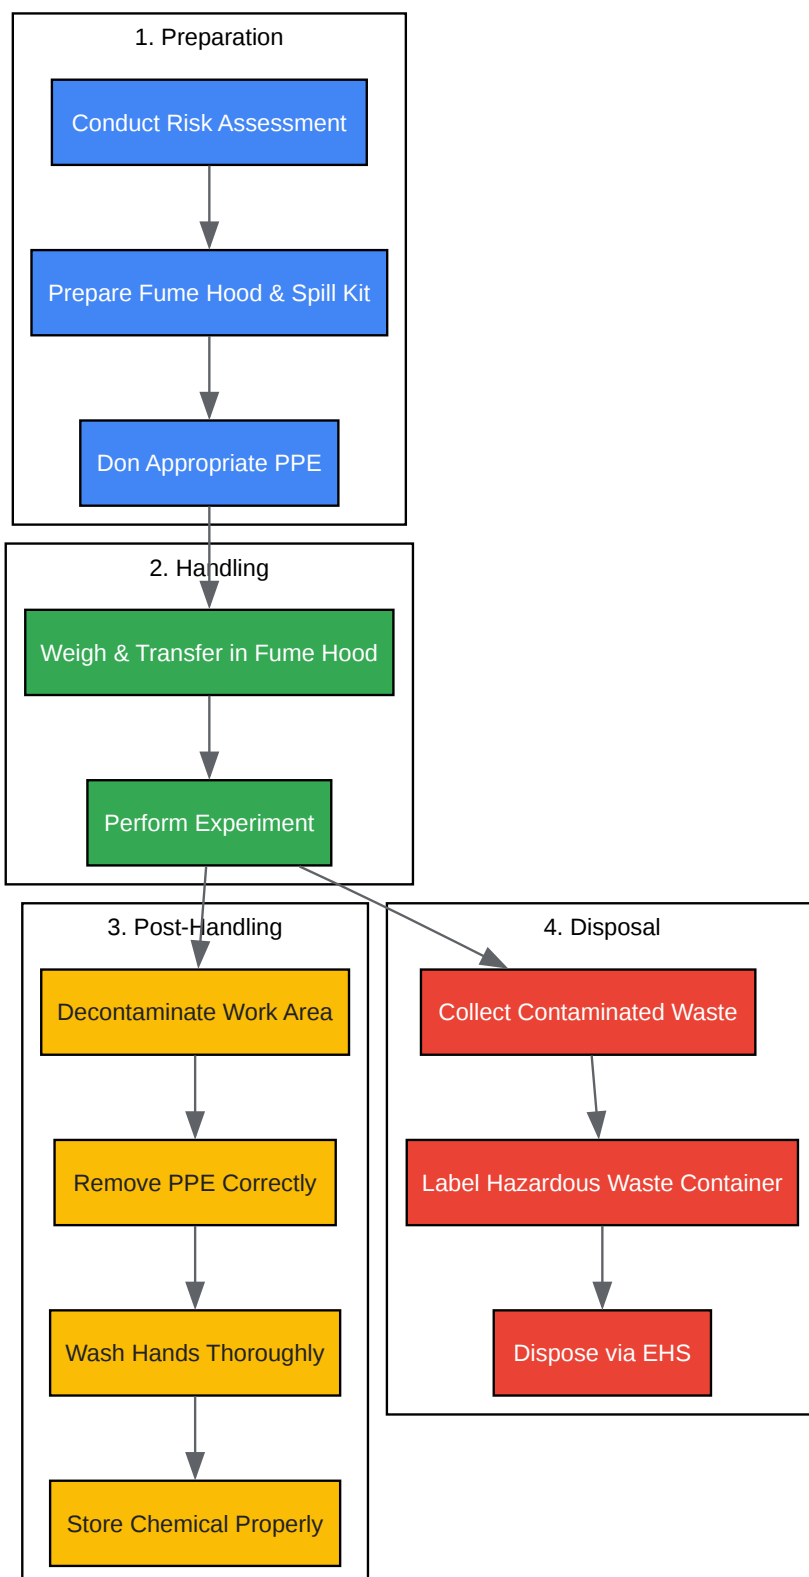 1. Preparation
Conduct Risk Assessment
Prepare Fume Hood & Spill Kit
Don Appropriate PPE
2. Handling
Weigh & Transfer in Fume Hood
Perform Experiment
3. Post-Handling
Decontaminate Work Area
Remove PPE Correctly
Wash Hands Thoroughly
Store Chemical Properly
4. Disposal
Collect Contaminated Waste
Label Hazardous Waste Container
Dispose via EHS